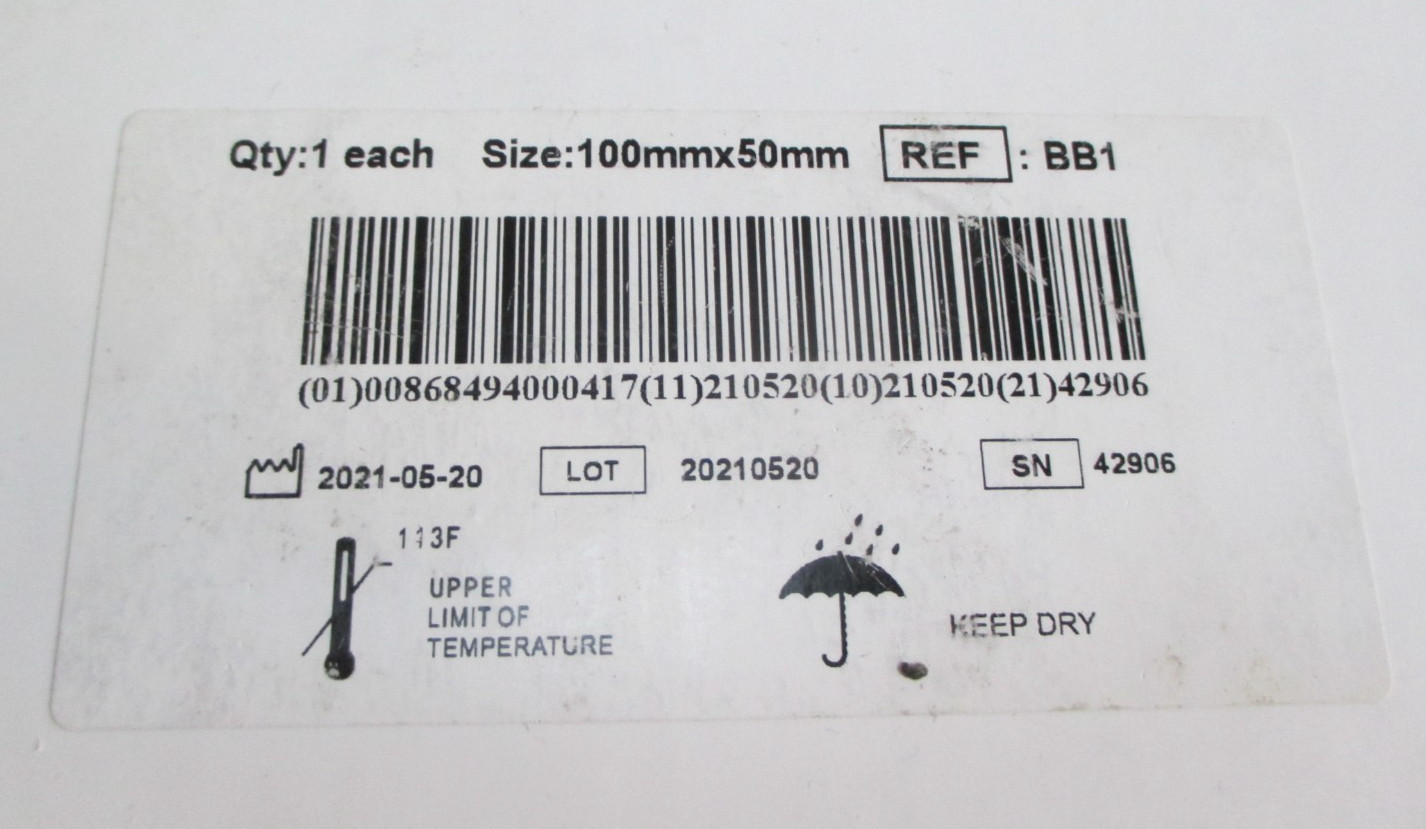 Qty:1 each Size:100mmx50mm REF : BB1
(01)00868494000417(11)210520(10)210520(21)42906
2021-05-20 LOT 20210520 SN 42906
113F
UPPER
LIMIT OF
TEMPERATURE
KEEP DRY